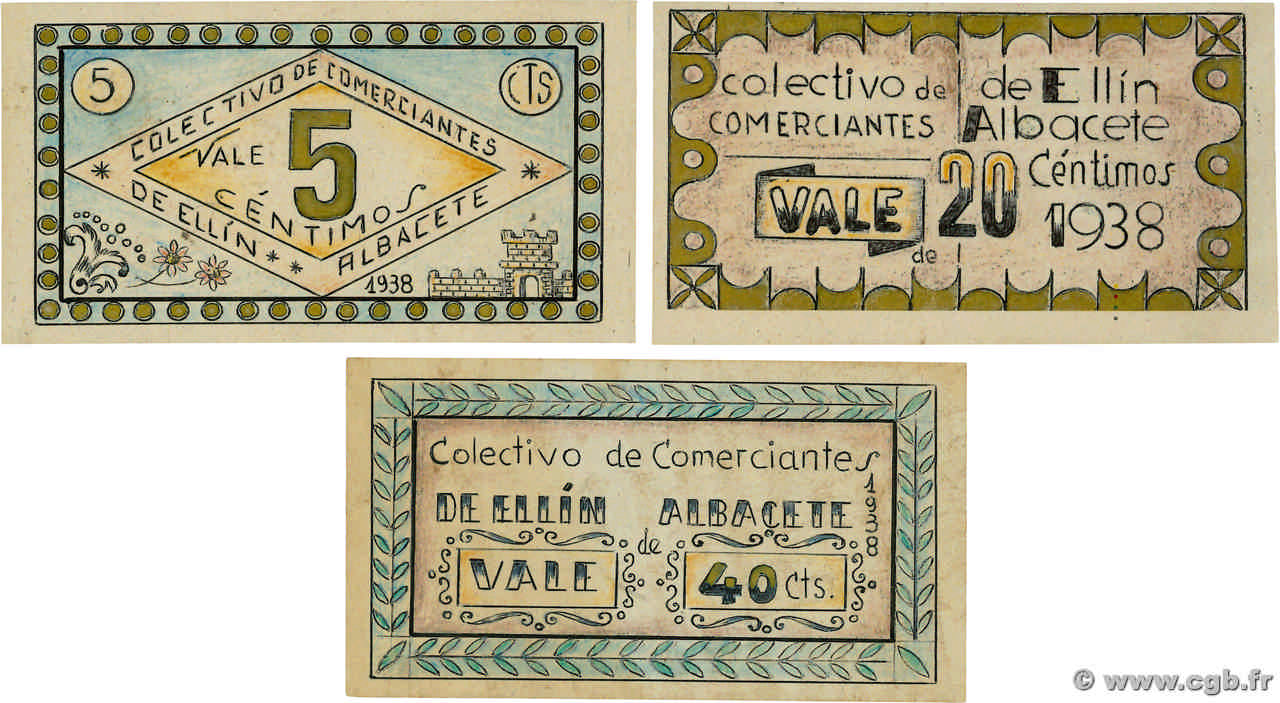 5
CTS
COLECTIVO DE COMERCIANTES
VALE 5
CÉNTIMOS
DE ELLÍN ** ALBACETE
1938
colectivo de
COMERCIANTES
de Ellín
Albacete
VALE
de
20
Céntimos
1938
Colectivo de Comerciantes
1938
DE ELLÍN
ALBACETE
VALE
de
40 Cts.
© www.cgb.fr